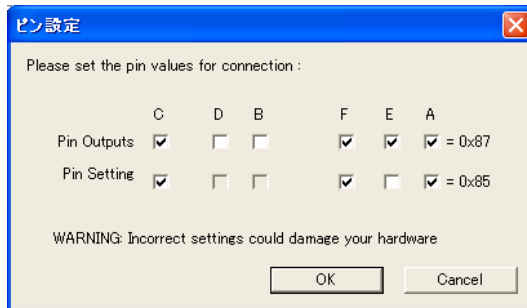 ピン設定
Please set the pin values for connection :
C D B F E A
Pin Outputs = 0x87
Pin Setting = 0x85
WARNING: Incorrect settings could damage your hardware
OK Cancel